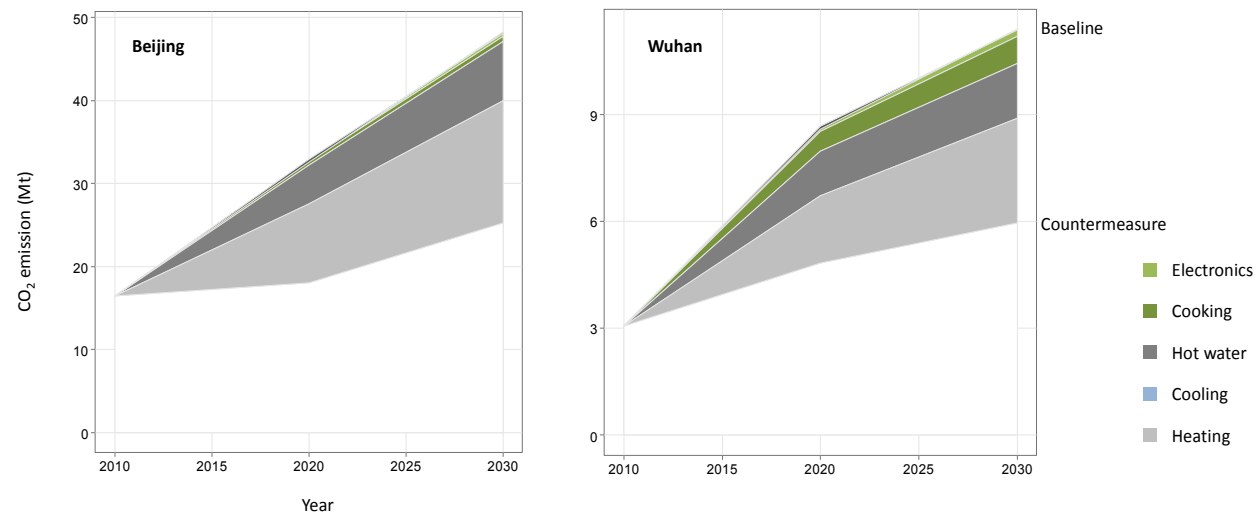 Beijing
Wuhan
Baseline
Countermeasure
CO2 emission (Mt)
50
40
30
20
10
0
9
6
3
0
2010 2015 2020 2025 2030
2010 2015 2020 2025 2030
Year
Electronics
Cooking
Hot water
Cooling
Heating